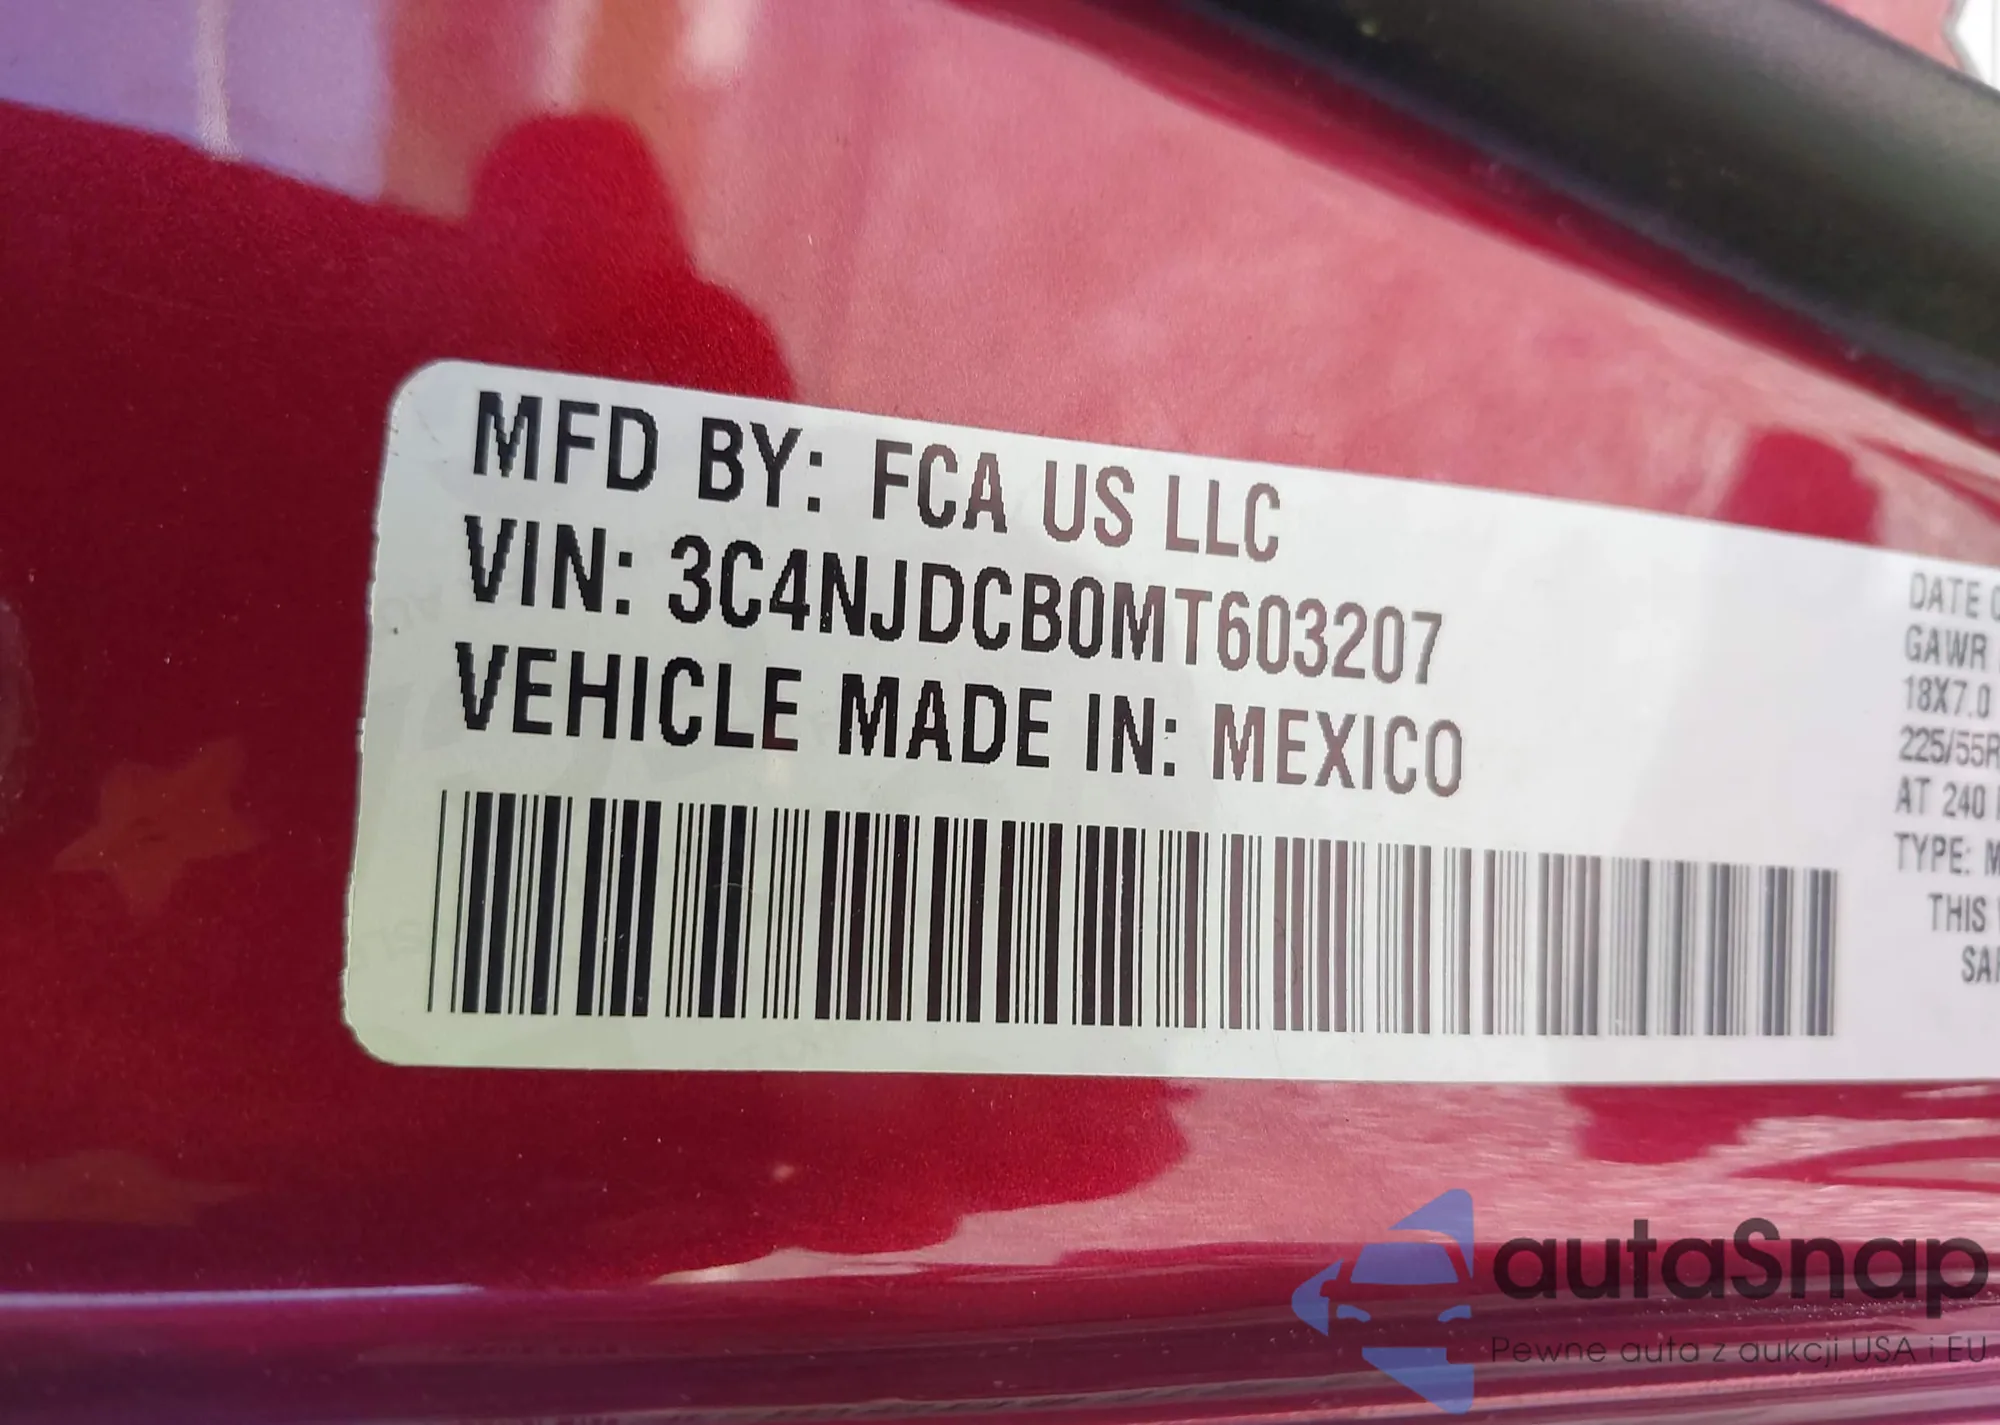 MFD BY: FCA US LLC
VIN: 3C4NJDCB0MT603207
VEHICLE MADE IN: MEXICO
DATE
GAWR
18X7.0
225/55R
AT 240
TYPE: M
THIS
autaSnap
Pewne auta z aukcji USA i EU